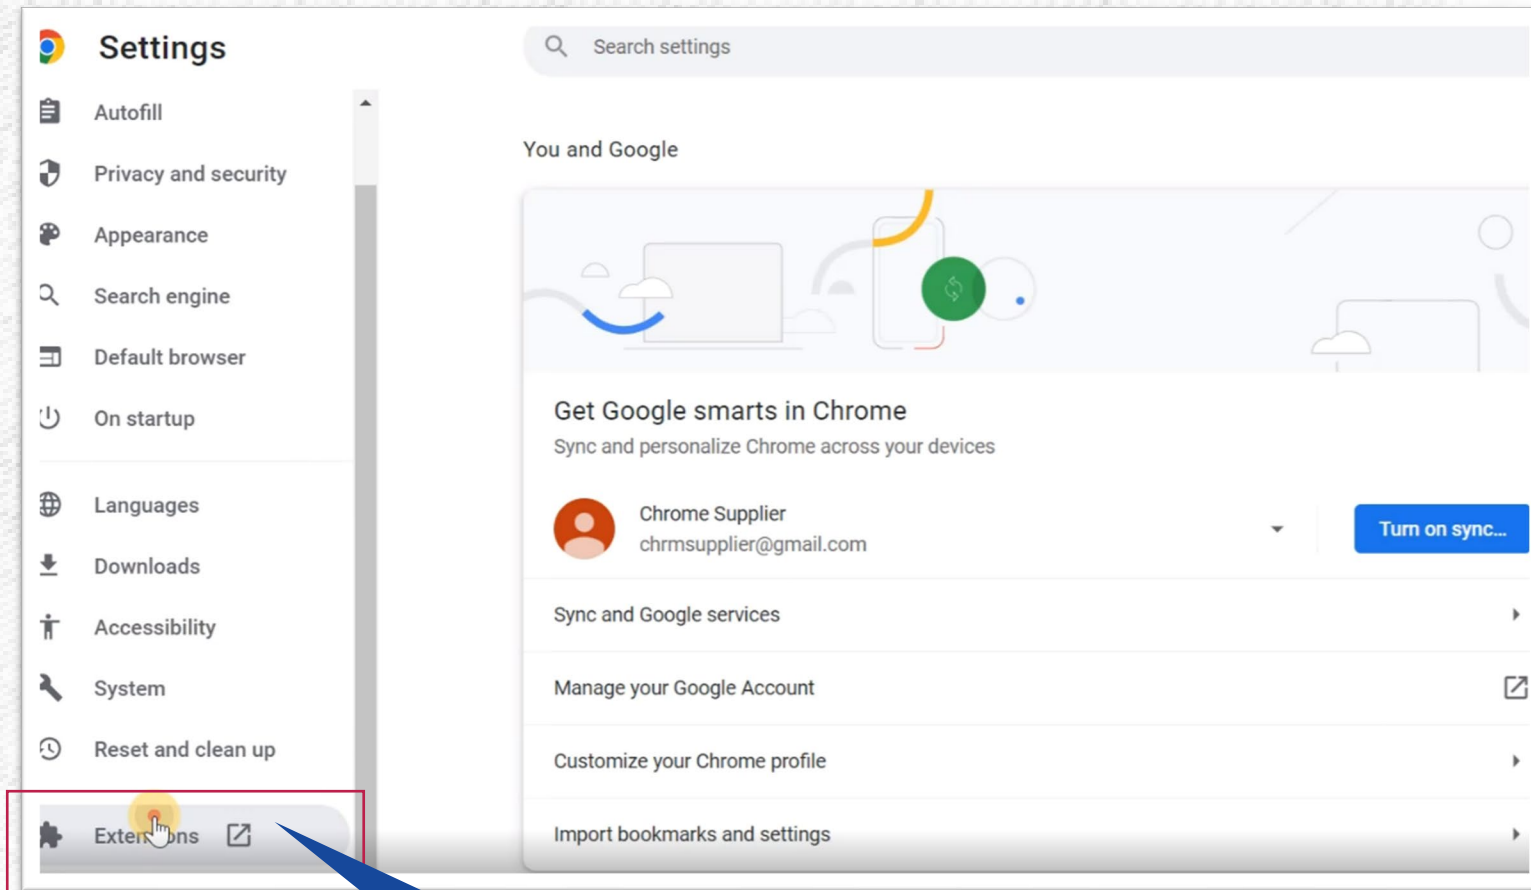 Settings
Search settings
Autofill
Privacy and security
Appearance
Search engine
Default browser
On startup
Languages
Downloads
Accessibility
System
Reset and clean up
Extensions
You and Google
Get Google smarts in Chrome
Sync and personalize Chrome across your devices
Chrome Supplier
chrmsupplier@gmail.com
Turn on sync...
Sync and Google services
Manage your Google Account
Customize your Chrome profile
Import bookmarks and settings